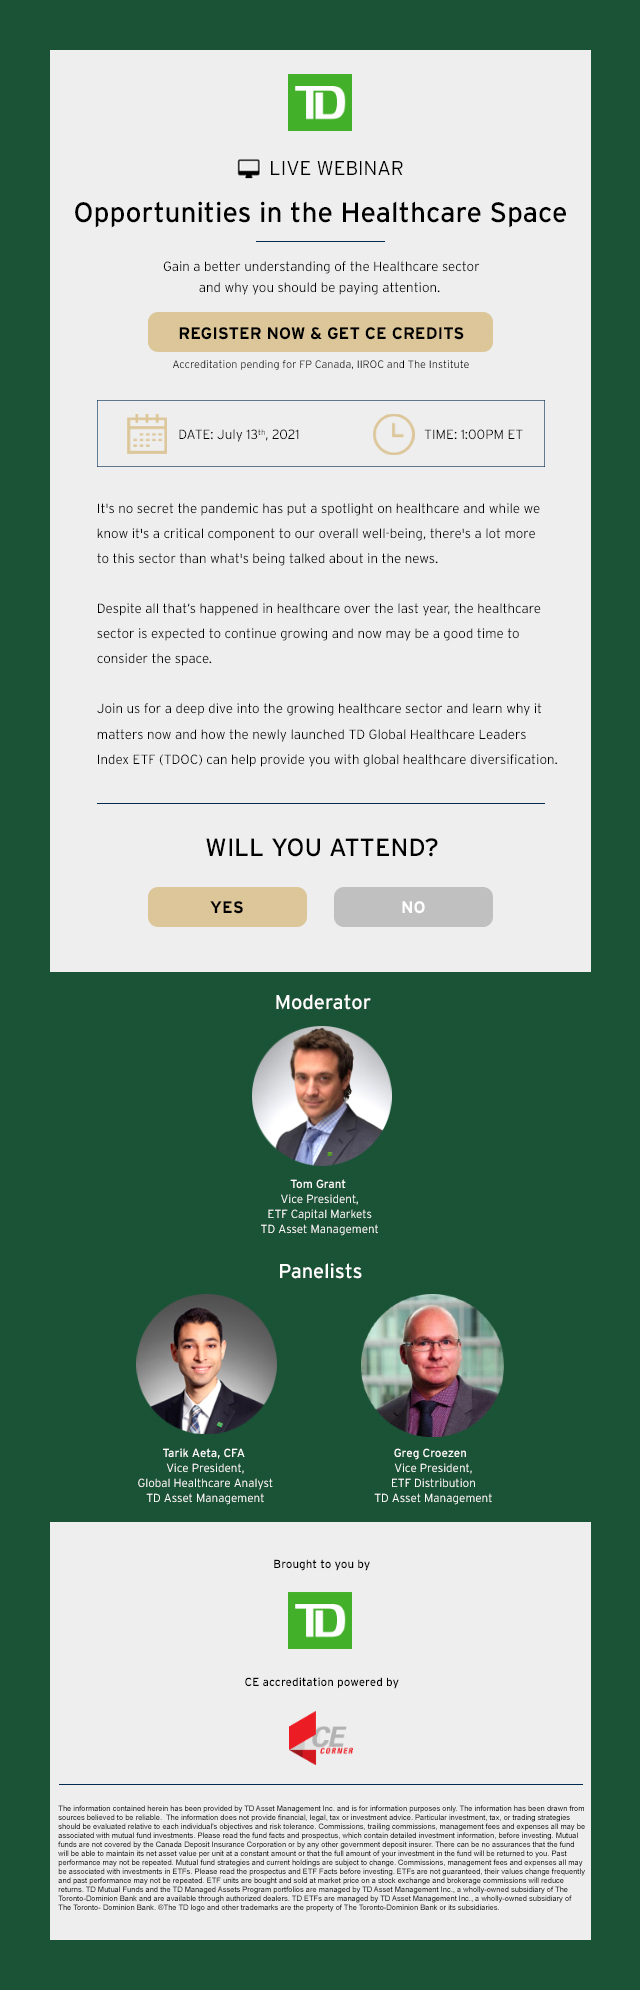 TD
LIVE WEBINAR
Opportunities in the Healthcare Space
Gain a better understanding of the Healthcare sector
and why you should be paying attention.
REGISTER NOW & GET CE CREDITS
Accreditation pending for FP Canada, IIROC and The Institute
DATE: July 13th, 2021
TIME: 1:00PM ET
It's no secret the pandemic has put a spotlight on healthcare and while we
know it's a critical component to our overall well-being, there's a lot more
to this sector than what's being talked about in the news.
Despite all that's happened in healthcare over the last year, the healthcare
sector is expected to continue growing and now may be a good time to
consider the space.
Join us for a deep dive into the growing healthcare sector and learn why it
matters now and how the newly launched TD Global Healthcare Leaders
Index ETF (TDOC) can help provide you with global healthcare diversification.
WILL YOU ATTEND?
YES
NO
Moderator
Tom Grant
Vice President,
ETF Capital Markets
TD Asset Management
Panelists
Tarik Aeta, CFA
Vice President,
Global Healthcare Analyst
TD Asset Management
Greg Croezen
Vice President,
ETF Distribution
TD Asset Management
Brought to you by
TD
CE accreditation powered by
CE
CORNER
The information contained herein has been provided by TD Asset Management Inc. and is for information purposes only. The information has been drawn from
sources believed to be reliable. The information does not provide financial, legal, tax or investment advice. Particular investment, tax, or trading strategies
should be evaluated relative to each individual's objectives and risk tolerance. Commissions, trailing commissions, management fees and expenses all may be
associated with mutual fund investments. Please read the fund facts and prospectus, which contain detailed investment information, before investing. Mutual
funds are not covered by the Canada Deposit Insurance Corporation or by any other government deposit insurer. There can be no assurances that the fund
will be able to maintain its net asset value per unit at a constant amount or that the full amount of your investment in the fund will be returned to you. Past
performance may not be repeated. Mutual fund strategies and current holdings are subject to change. Commissions, management fees and expenses all may
be associated with investments in ETFs. Please read the prospectus and ETF Facts before investing. ETFs are not guaranteed, their values change frequently
and past performance may not be repeated. ETF units are bought and sold at market price on a stock exchange and brokerage commissions will reduce
returns. TD Mutual Funds and the TD Managed Assets Program portfolios are managed by TD Asset Management Inc., a wholly-owned subsidiary of The
Toronto-Dominion Bank and are available through authorized dealers. TD ETFs are managed by TD Asset Management Inc., a wholly-owned subsidiary of
The Toronto- Dominion Bank. ®The TD logo and other trademarks are the property of The Toronto-Dominion Bank or its subsidiaries.